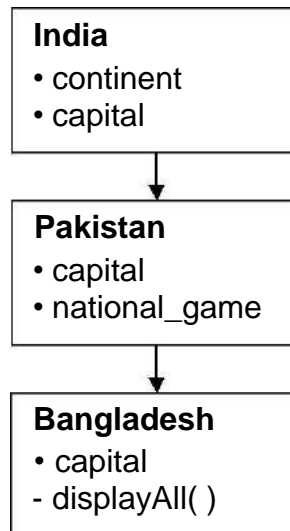 India
• continent
• capital
Pakistan
• capital
• national_game
Bangladesh
• capital
- displayAll( )